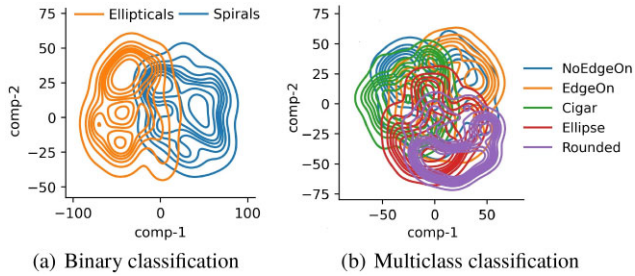 Ellipticals Spirals
comp-2
75
50
25
0
−25
−50
−100 0 100
comp-1
(a) Binary classification
comp-2
75
50
25
0
−25
−50
−75
−50 0 50
comp-1
NoEdgeOn
EdgeOn
Cigar
Ellipse
Rounded
(b) Multiclass classification